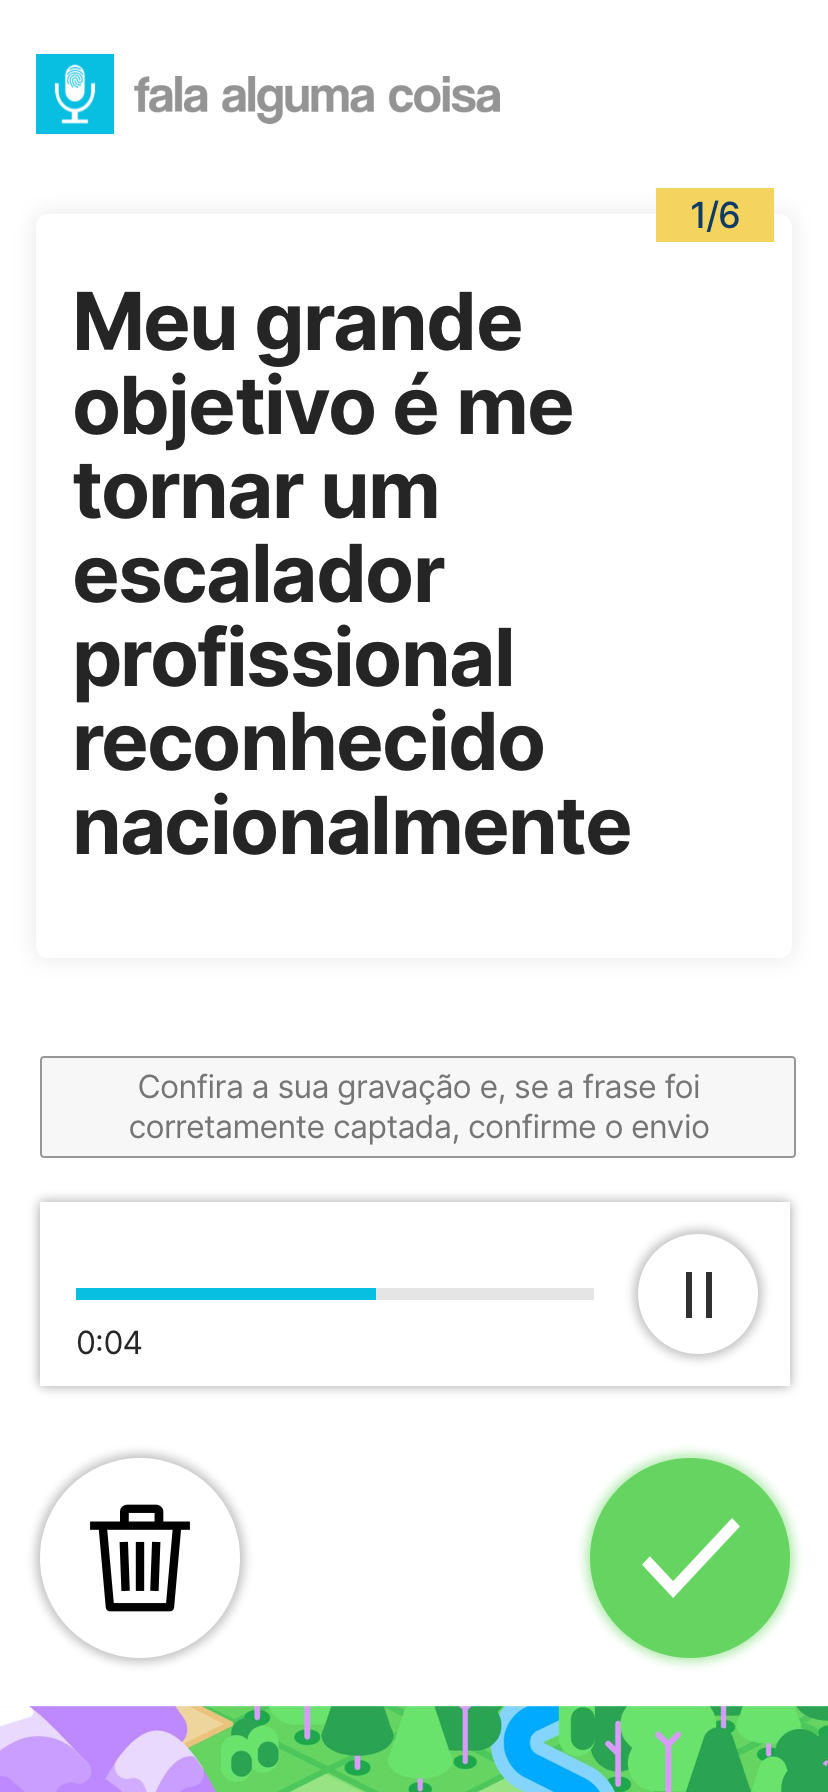 fala alguma coisa
1/6
Meu grande
objetivo é me
tornar um
escalador
profissional
reconhecido
nacionalmente
Confira a sua gravação e, se a frase foi
corretamente captada, confirme o envio
0:04